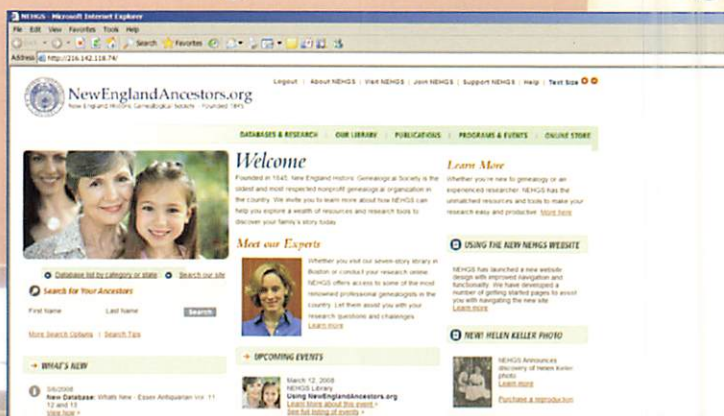 NEHGS - Microsoft Internet Explorer
File Edit View Favorites Tools Help
Search Favorites
Address http://216.142.118.74/
Logout | About NEHGS | Visit NEHGS | Join NEHGS | Support NEHGS | Help | Text Size
NewEnglandAncestors.org
New England Historic Genealogical Society - Founded 1845
DATABASES & RESEARCH | OUR LIBRARY | PUBLICATIONS | PROGRAMS & EVENTS | ONLINE STORE
Database list by category or state Search our site
Search for Your Ancestors
First Name Last Name Search
More Search Options | Search Tips
WHAT'S NEW
3/6/2008
New Database: Whats New - Essex Antiquarian vol. 11
12 and 13
View Now >
Welcome
Founded in 1845, New England Historic Genealogical Society is the
oldest and most respected nonprofit genealogical organization in
the country. We invite you to learn more about how NEHGS can
help you explore a wealth of resources and research tools to
discover your family's story today.
Meet our Experts
Whether you visit our seven-story library in
Boston or conduct your research online
NEHGS offers access to some of the most
renowned professional genealogists in the
country. Let them assist you with your
research questions and challenges
Learn more
UPCOMING EVENTS
March 12, 2008
NEHGS Library
Using NewEnglandAncestors.org
Learn More about this event >
See full listing of events >
Learn More
Whether you're new to genealogy or an
experienced researcher, NEHGS has the
unmatched resources and tools to make your
research easy and productive. More here
USING THE NEW NEHGS WEBSITE
NEHGS has launched a new website
design with improved navigation and
functionality. We have developed a
number of getting started pages to assist
you with navigating the new site
Learn more
NEW! HELEN KELLER PHOTO
NEHGS Announces
discovery of Helen Keller
photo
Learn more
Purchase a reproduction